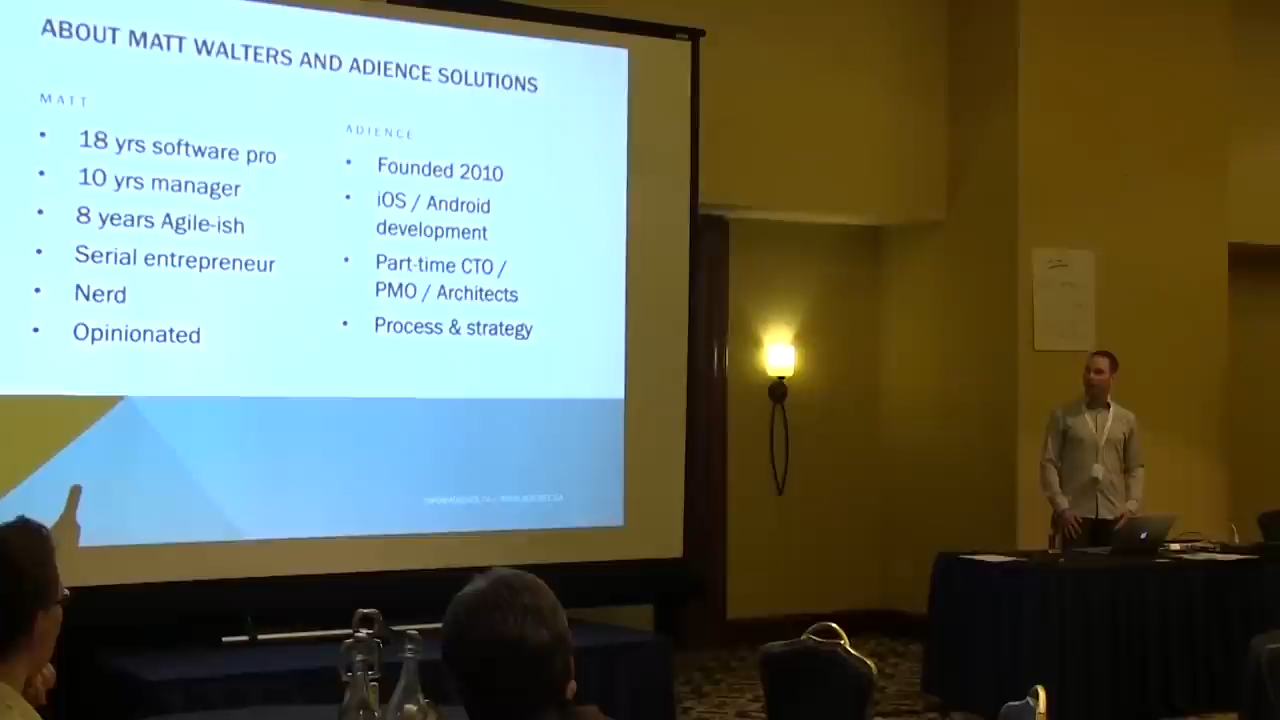 ABOUT MATT WALTERS AND ADIENCE SOLUTIONS
MATT
• 18 yrs software pro
• 10 yrs manager
• 8 years Agile-ish
• Serial entrepreneur
• Nerd
• Opinionated
ADIENCE
• Founded 2010
• iOS / Android
development
• Part-time CTO /
PMO / Architects
• Process & strategy